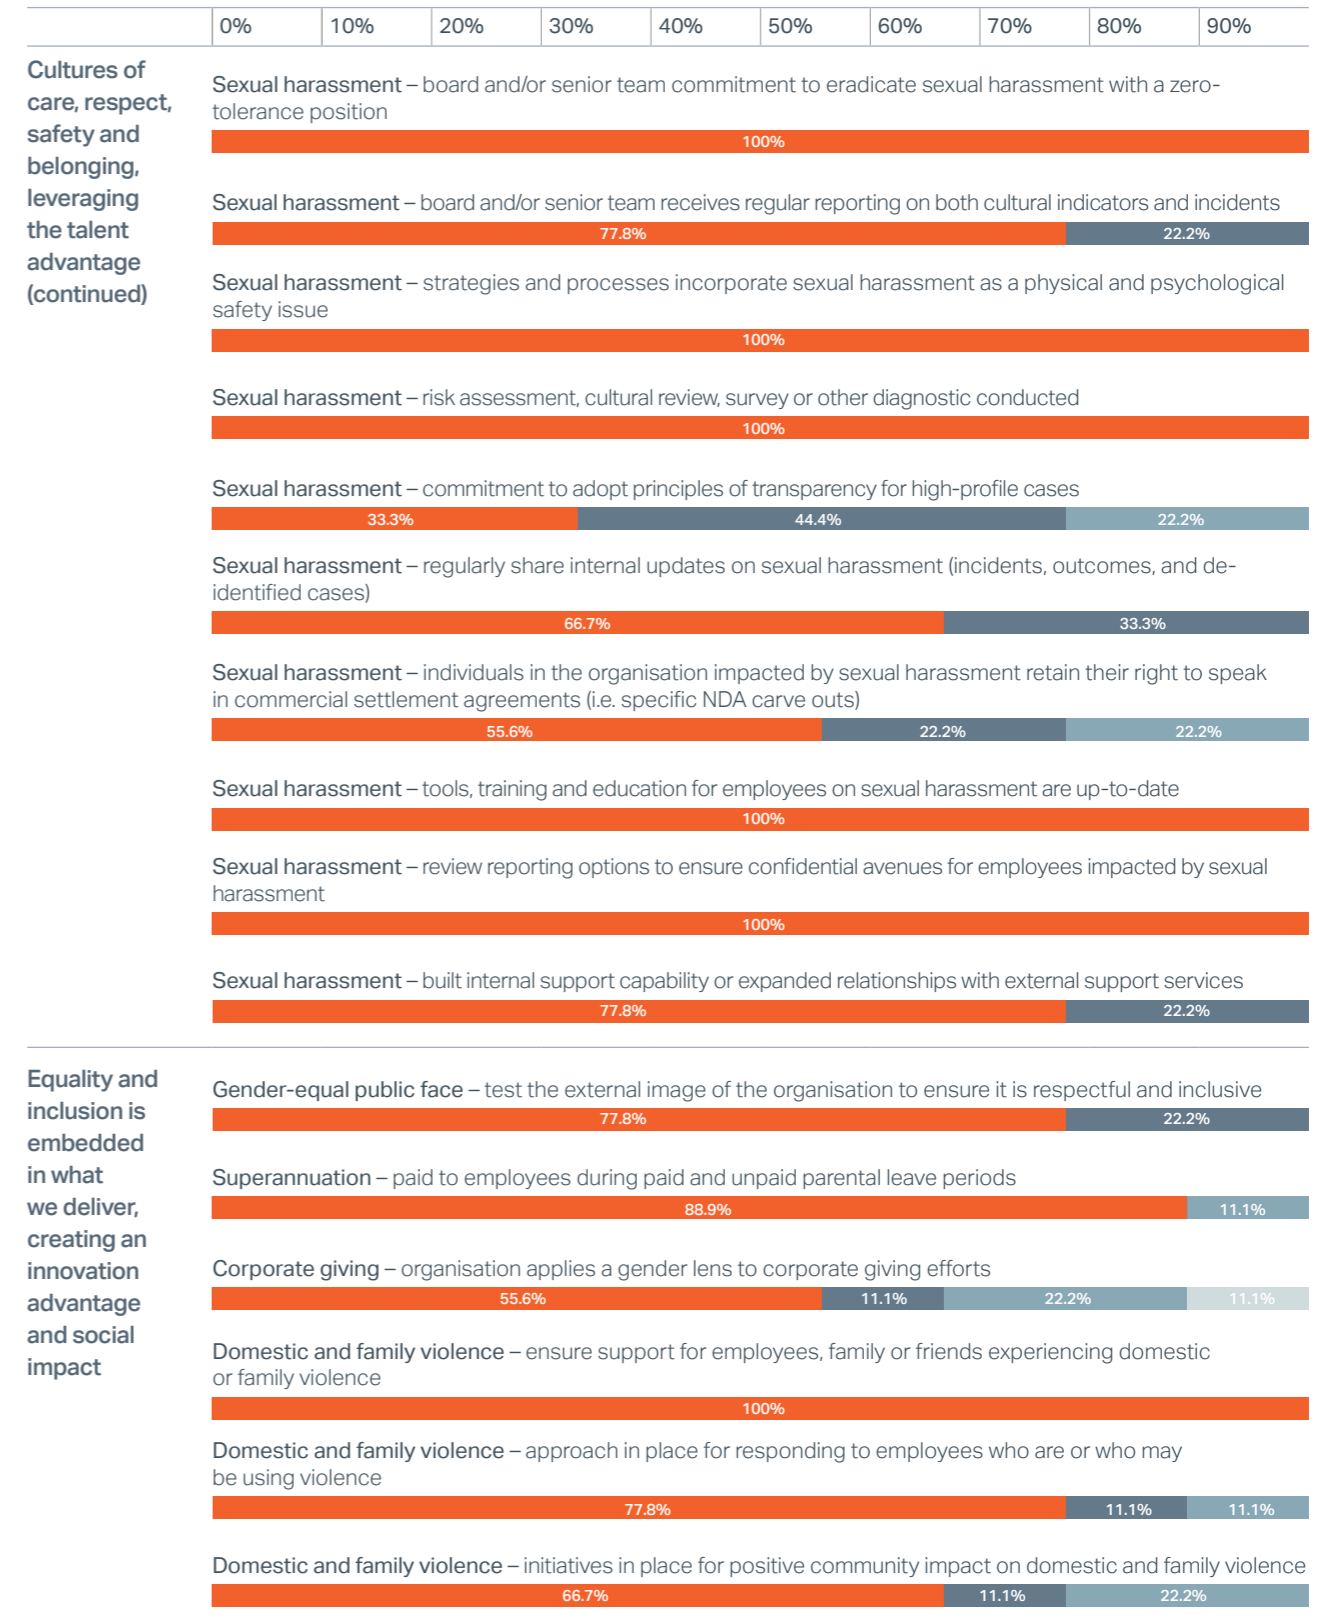 0% 10% 20% 30% 40% 50% 60% 70% 80% 90%
Cultures of
care, respect,
safety and
belonging,
leveraging
the talent
advantage
(continued)
Sexual harassment – board and/or senior team commitment to eradicate sexual harassment with a zero-
tolerance position
100%
Sexual harassment – board and/or senior team receives regular reporting on both cultural indicators and incidents
77.8% 22.2%
Sexual harassment – strategies and processes incorporate sexual harassment as a physical and psychological
safety issue
100%
Sexual harassment – risk assessment, cultural review, survey or other diagnostic conducted
100%
Sexual harassment – commitment to adopt principles of transparency for high-profile cases
33.3% 44.4% 22.2%
Sexual harassment – regularly share internal updates on sexual harassment (incidents, outcomes, and de-
identified cases)
66.7% 33.3%
Sexual harassment – individuals in the organisation impacted by sexual harassment retain their right to speak
in commercial settlement agreements (i.e. specific NDA carve outs)
55.6% 22.2% 22.2%
Sexual harassment – tools, training and education for employees on sexual harassment are up-to-date
100%
Sexual harassment – review reporting options to ensure confidential avenues for employees impacted by sexual
harassment
100%
Sexual harassment – built internal support capability or expanded relationships with external support services
77.8% 22.2%
Equality and
inclusion is
embedded
in what
we deliver,
creating an
innovation
advantage
and social
impact
Gender-equal public face – test the external image of the organisation to ensure it is respectful and inclusive
77.8% 22.2%
Superannuation – paid to employees during paid and unpaid parental leave periods
88.9% 11.1%
Corporate giving – organisation applies a gender lens to corporate giving efforts
55.6% 11.1% 22.2% 11.1%
Domestic and family violence – ensure support for employees, family or friends experiencing domestic
or family violence
100%
Domestic and family violence – approach in place for responding to employees who are or who may
be using violence
77.8% 11.1% 11.1%
Domestic and family violence – initiatives in place for positive community impact on domestic and family violence
66.7% 11.1% 22.2%